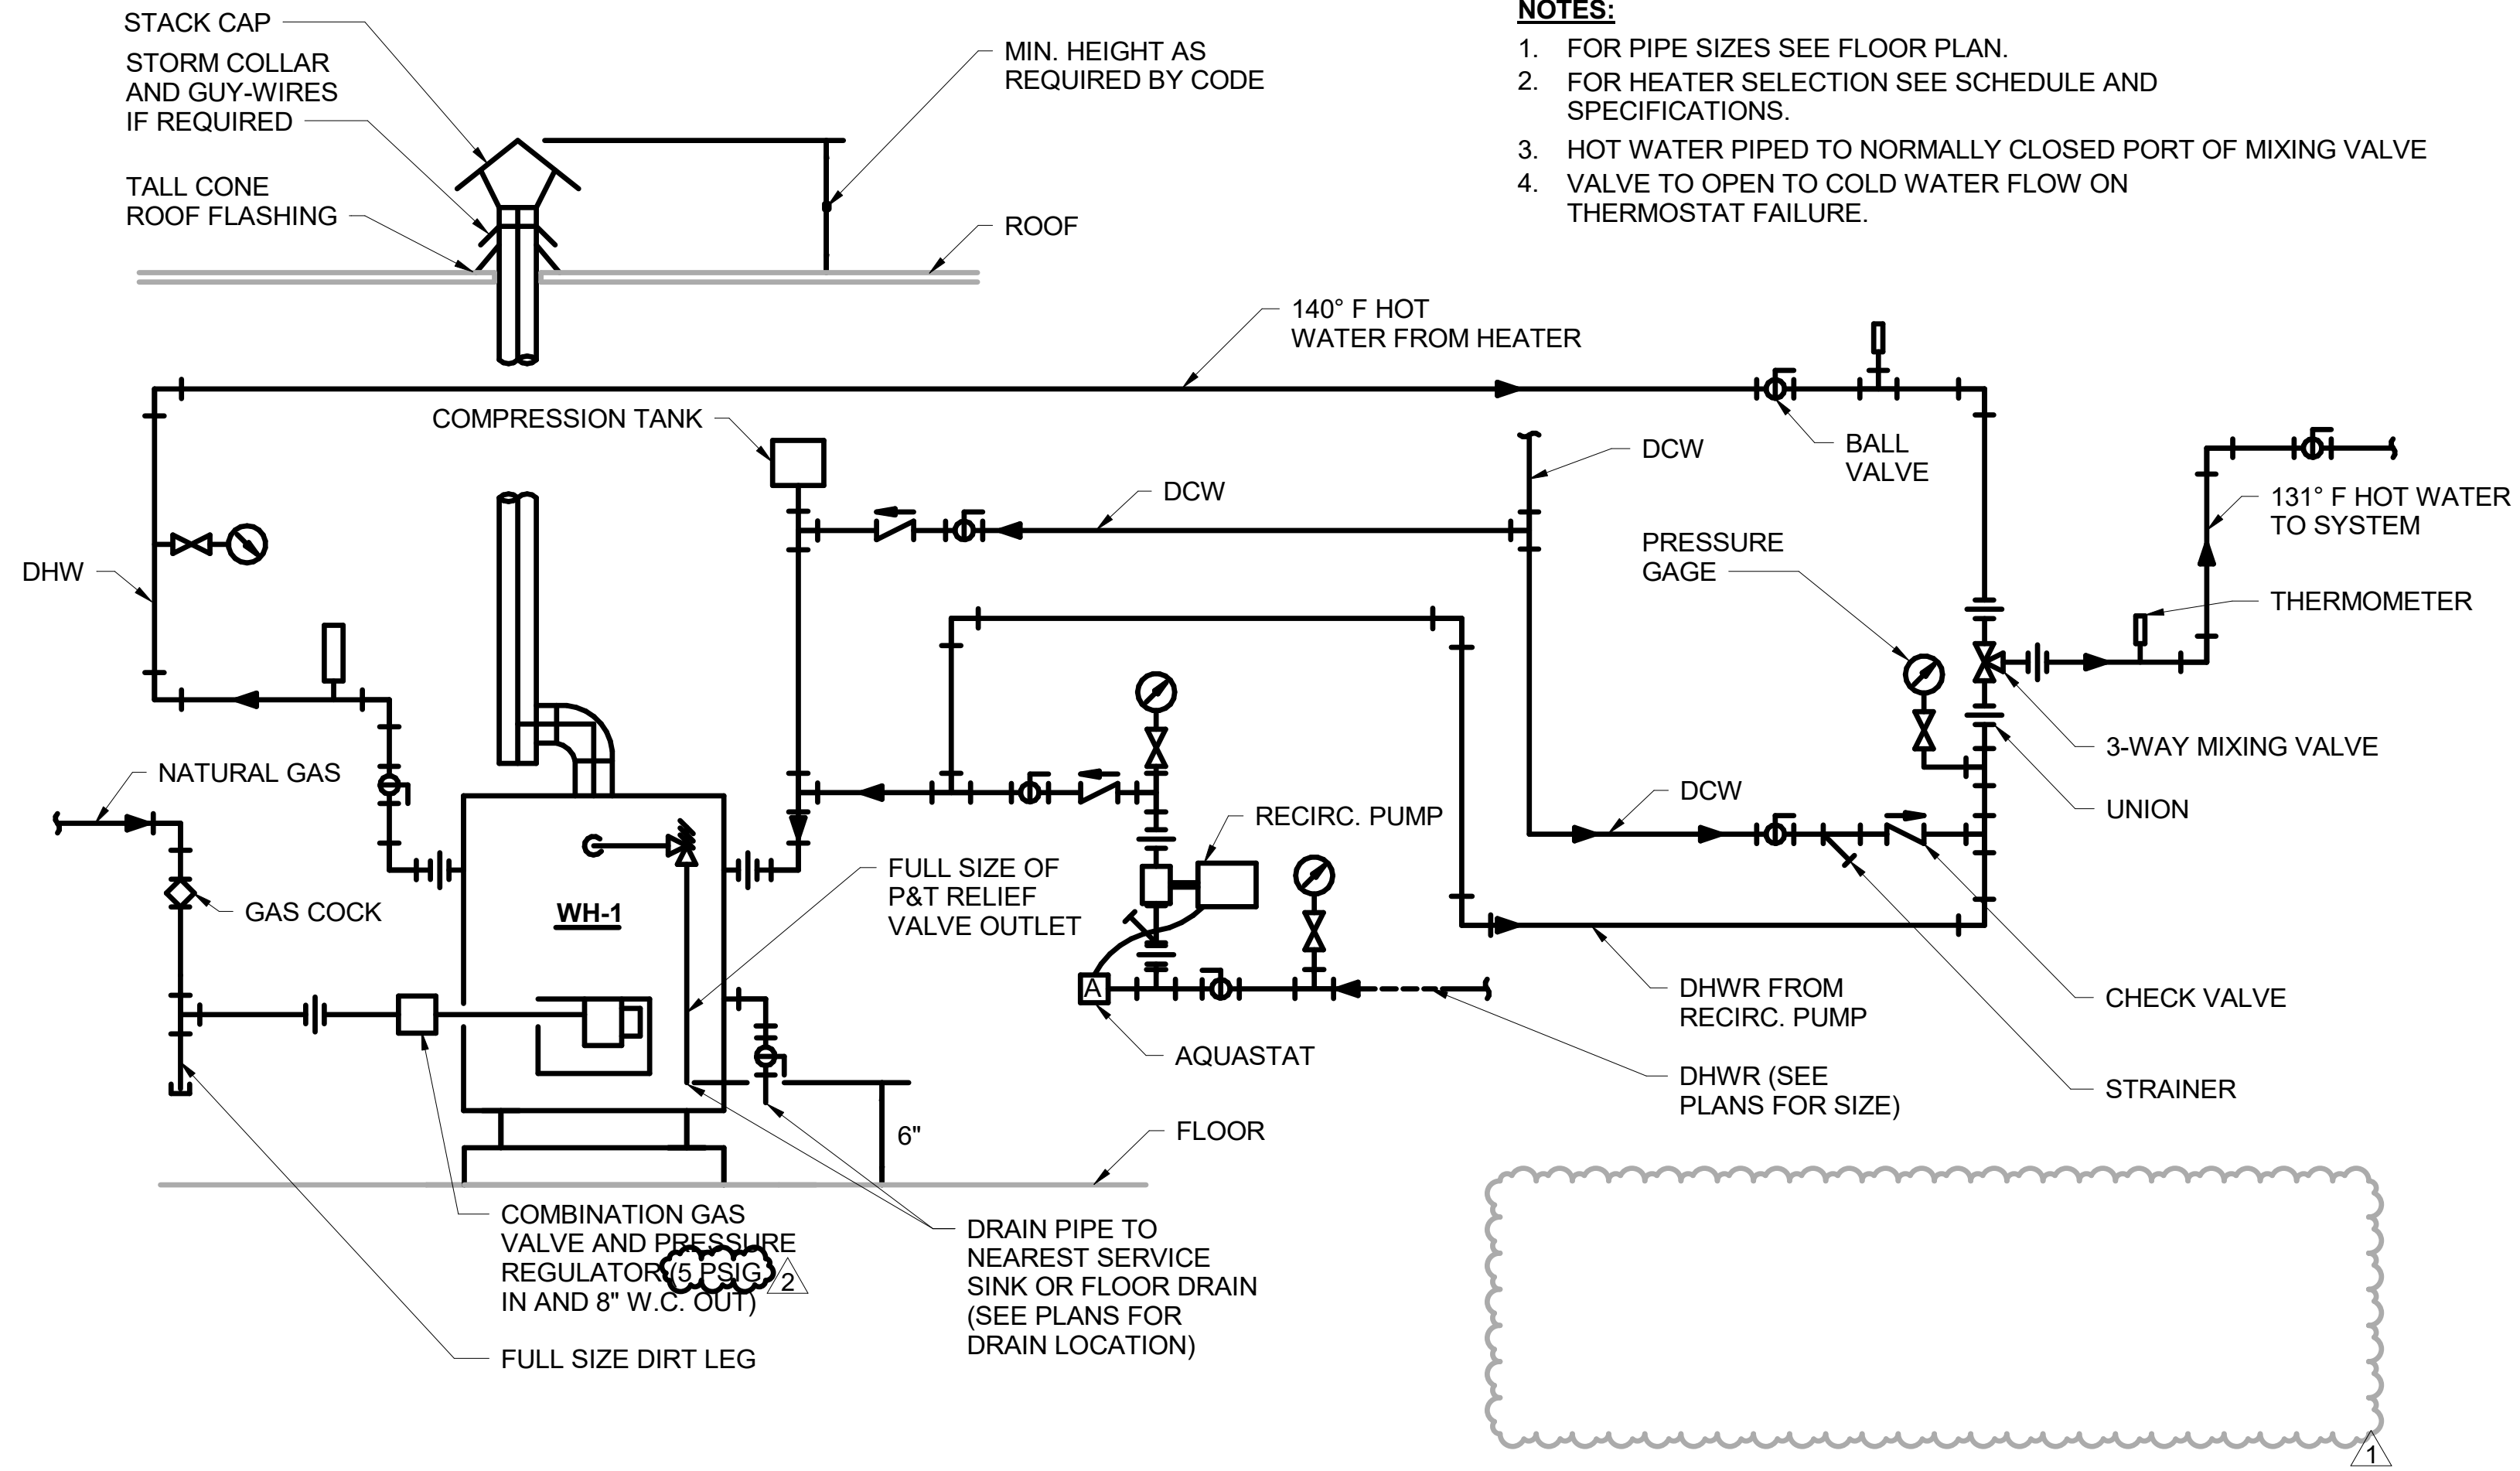 STACK CAP
STORM COLLAR
AND GUY-WIRES
IF REQUIRED
TALL CONE
ROOF FLASHING
MIN. HEIGHT AS
REQUIRED BY CODE
ROOF
NOTES:
1. FOR PIPE SIZES SEE FLOOR PLAN.
2. FOR HEATER SELECTION SEE SCHEDULE AND
SPECIFICATIONS.
3. HOT WATER PIPED TO NORMALLY CLOSED PORT OF MIXING VALVE
4. VALVE TO OPEN TO COLD WATER FLOW ON
THERMOSTAT FAILURE.
140° F HOT
WATER FROM HEATER
COMPRESSION TANK
DCW
DCW
BALL
VALVE
131° F HOT WATER
TO SYSTEM
PRESSURE
GAGE
DHW
THERMOMETER
3-WAY MIXING VALVE
NATURAL GAS
DCW
UNION
RECIRC. PUMP
GAS COCK
WH-1
FULL SIZE OF
P&T RELIEF
VALVE OUTLET
A
AQUASTAT
DHWR FROM
RECIRC. PUMP
CHECK VALVE
DHWR (SEE
PLANS FOR SIZE)
STRAINER
6"
FLOOR
COMBINATION GAS
VALVE AND PRESSURE
REGULATOR (5 PSIG
IN AND 8" W.C. OUT)
2
DRAIN PIPE TO
NEAREST SERVICE
SINK OR FLOOR DRAIN
(SEE PLANS FOR
DRAIN LOCATION)
FULL SIZE DIRT LEG
1